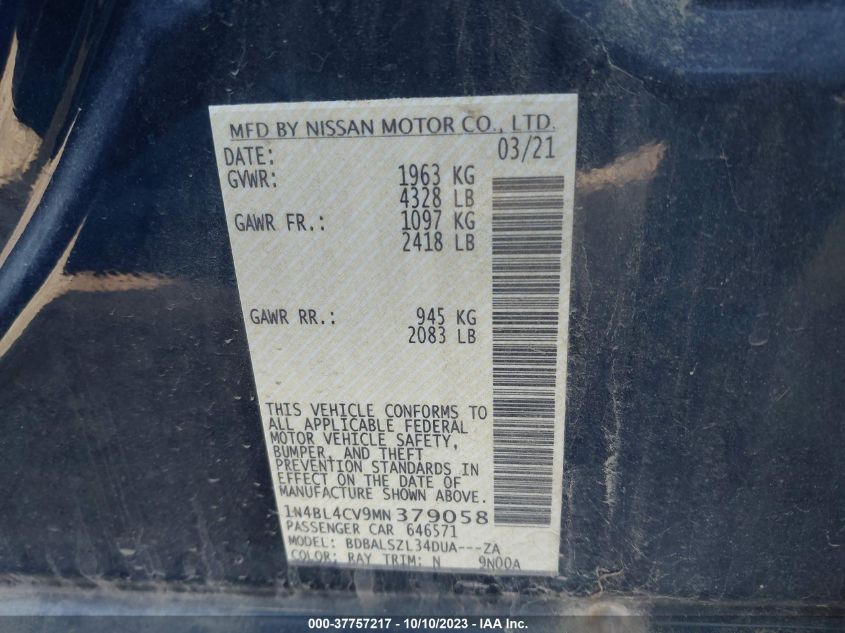 MFD BY NISSAN MOTOR CO., LTD.
DATE: 03/21
GVWR: 1963 KG
4328 LB
GAWR FR.: 1097 KG
2418 LB
GAWR RR.: 945 KG
2083 LB
THIS VEHICLE CONFORMS TO
ALL APPLICABLE FEDERAL
MOTOR VEHICLE SAFETY,
BUMPER, AND THEFT
PREVENTION STANDARDS IN
EFFECT ON THE DATE OF
MANUFACTURE SHOWN ABOVE.
1N4BL4CV9MN 379058
PASSENGER CAR 646571
MODEL: BDBALSZL34DUA---ZA
COLOR: RAY TRIM: N 9N00A
000-37757217 - 10/10/2023 - IAA Inc.